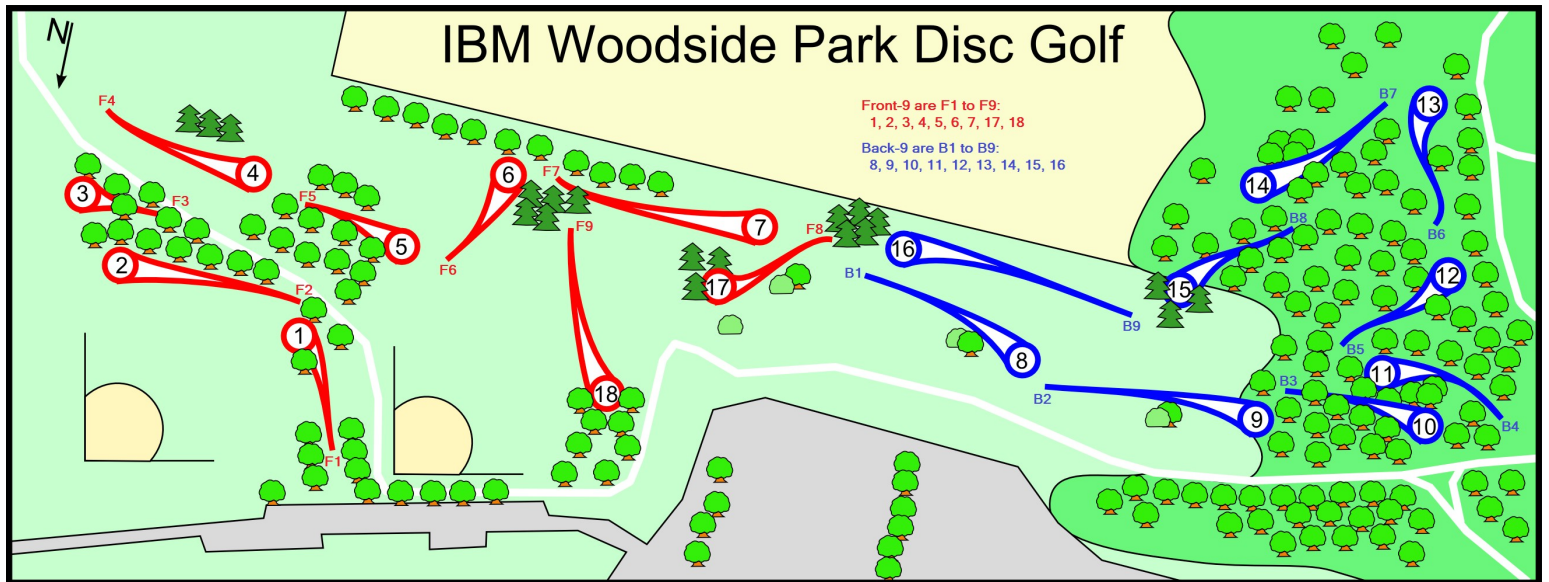 N
IBM Woodside Park Disc Golf
Front-9 are F1 to F9:
1, 2, 3, 4, 5, 6, 7, 17, 18
Back-9 are B1 to B9:
8, 9, 10, 11, 12, 13, 14, 15, 16
F4
4
3
F3
2
F2
1
F1
F5
5
6
F6
F7
7
F9
18
F8
17
16
B1
8
B9
B2
9
B7
13
14
B6
B8
15
12
B5
11
B3
10
B4